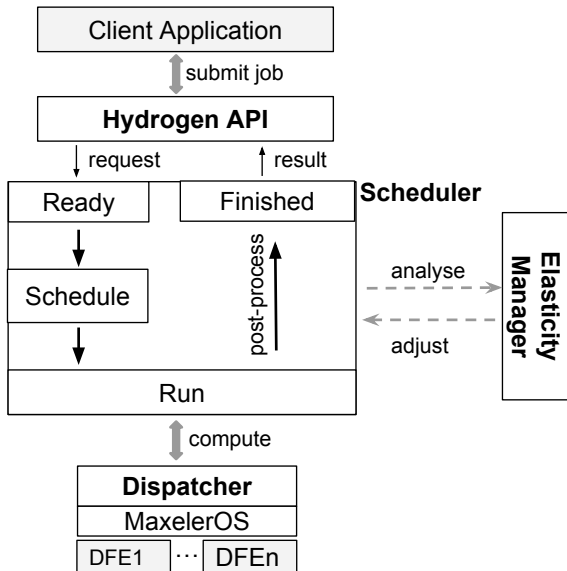 Client Application
submit job
Hydrogen API
request
result
Ready
Finished
Scheduler
Schedule
post-process
analyse
adjust
Elasticity
Manager
Run
compute
Dispatcher
MaxelerOS
DFE1 ... DFEn